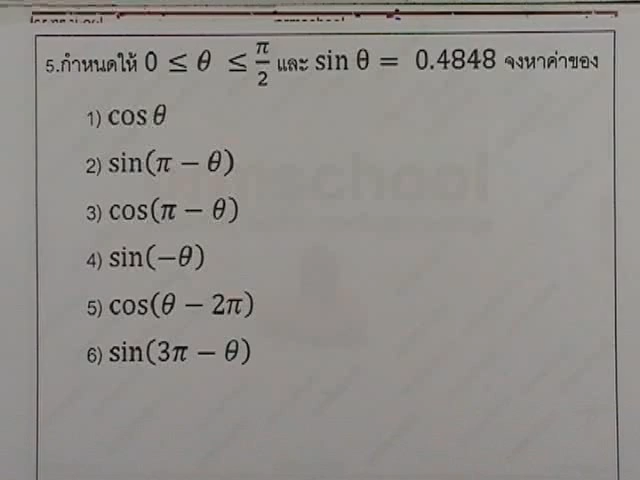 5.กำหนดให้ 0 ≤ θ ≤ π/2 และ sin θ = 0.4848 จงหาค่าของ
1) cos θ
2) sin(π − θ)
3) cos(π − θ)
4) sin(−θ)
5) cos(θ − 2π)
6) sin(3π − θ)